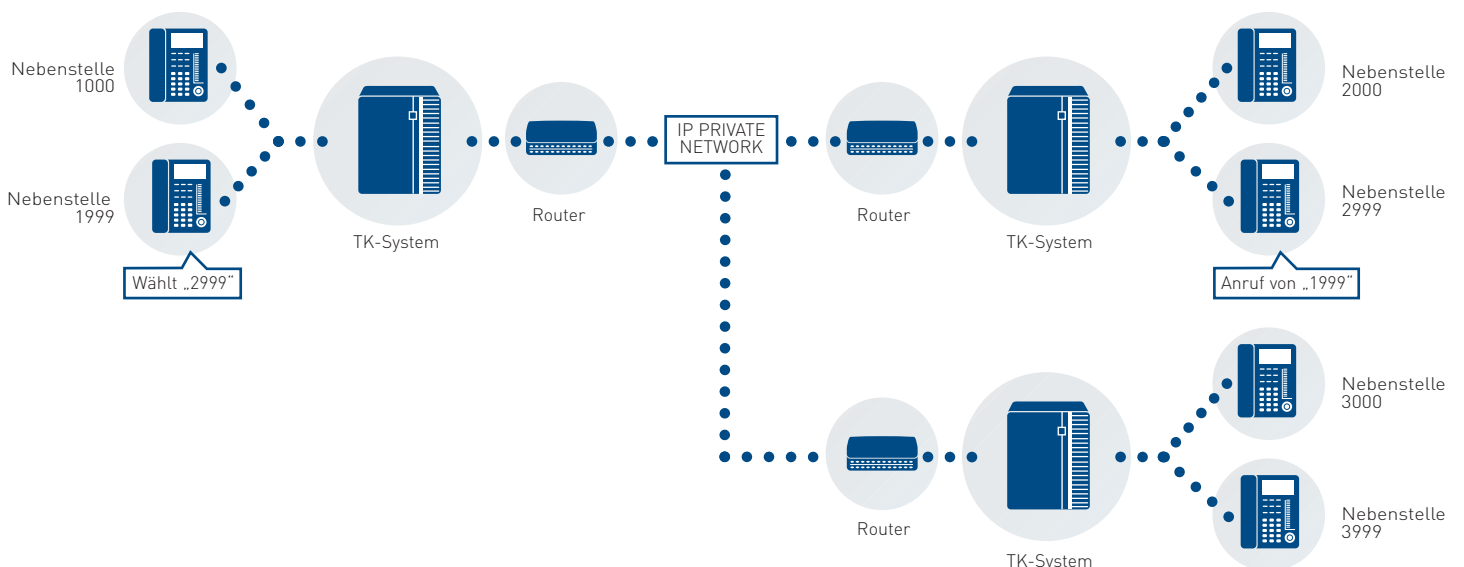 Nebenstelle
1000
Nebenstelle
1999
Wählt „2999“
TK-System
Router
IP PRIVATE
NETWORK
Router
TK-System
Nebenstelle
2000
Nebenstelle
2999
Anruf von „1999“
Router
TK-System
Nebenstelle
3000
Nebenstelle
3999